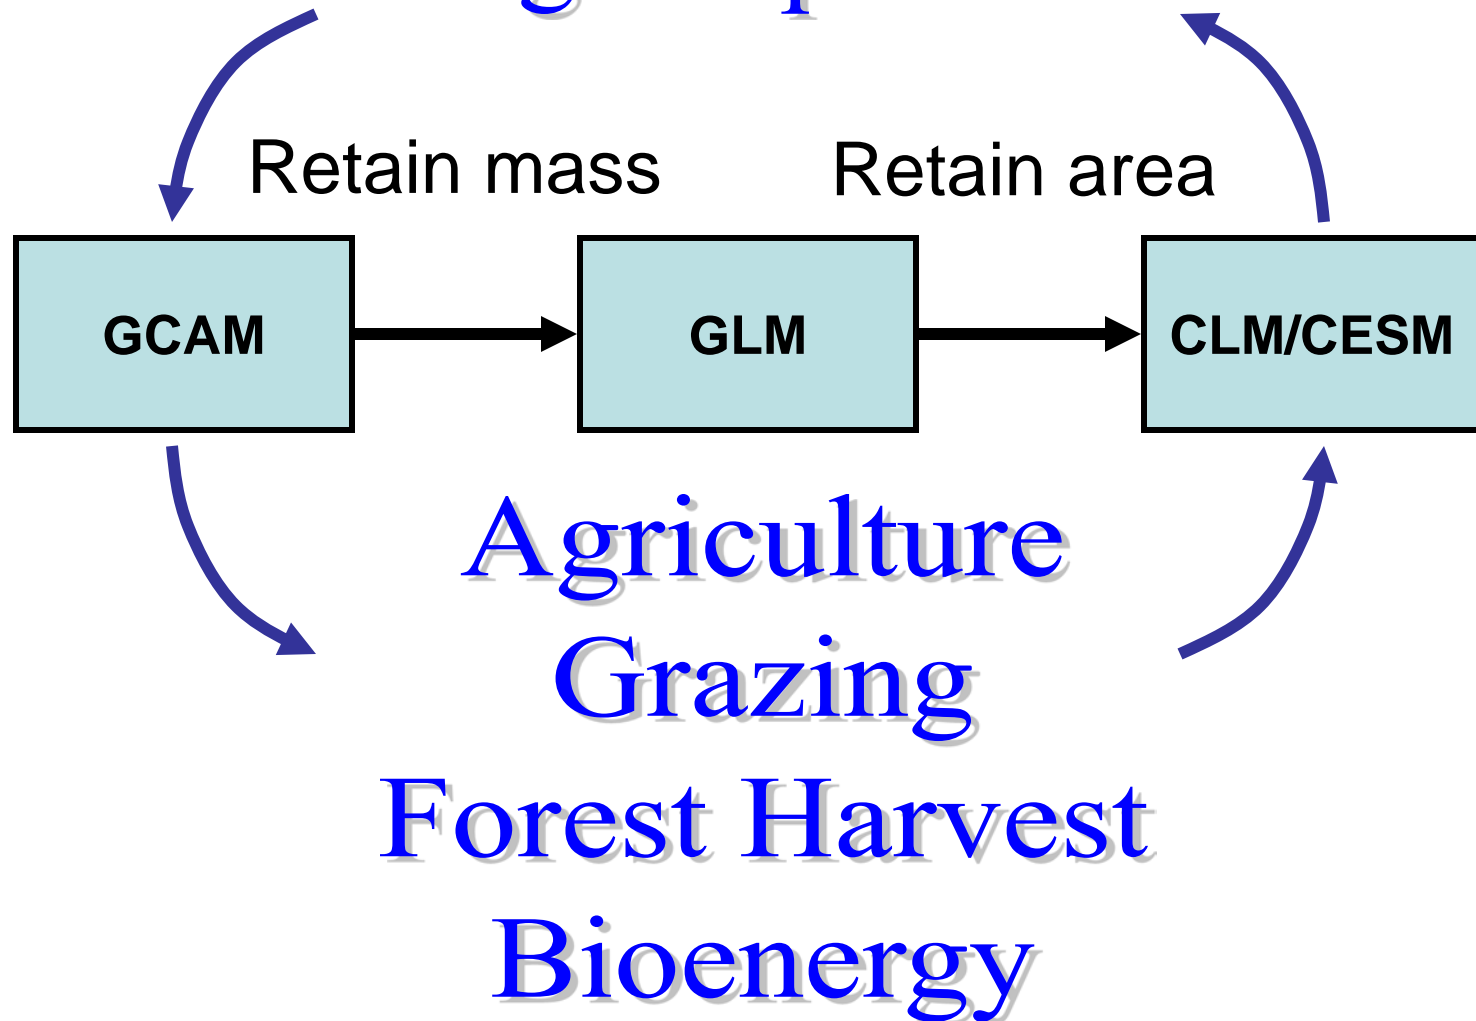 Retain mass
Retain area
GCAM
GLM
CLM/CESM
Agriculture
Grazing
Forest Harvest
Bioenergy